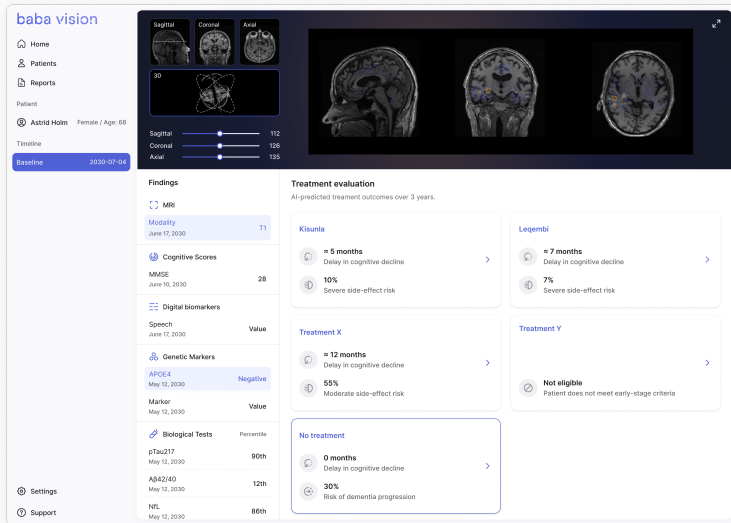 baba vision
Home
Patients
Reports
Patient
Astrid Holm Female / Age: 68
Timeline
Baseline 2030-07-04
Settings
Support
Sagittal Coronal Axial
3D
Sagittal 112
Coronal 126
Axial 135
Findings
MRI
Modality T1
June 17, 2030
Cognitive Scores
MMSE 28
June 10, 2030
Digital biomarkers
Speech Value
June 17, 2030
Genetic Markers
APOE4 Negative
May 12, 2030
Marker Value
May 12, 2030
Biological Tests Percentile
pTau217 90th
May 12, 2030
Aβ42/40 12th
May 12, 2030
NfL 86th
May 12, 2030
Treatment evaluation
AI-predicted treament outcomes over 3 years.
Kisunla
≈ 5 months
Delay in cognitive decline
10%
Severe side-effect risk
Leqembi
≈ 7 months
Delay in cognitive decline
7%
Severe side-effect risk
Treatment X
≈ 12 months
Delay in cognitive decline
55%
Moderate side-effect risk
Treatment Y
Not eligible
Patient does not meet early-stage criteria
No treatment
0 months
Delay in cognitive decline
30%
Risk of dementia progression